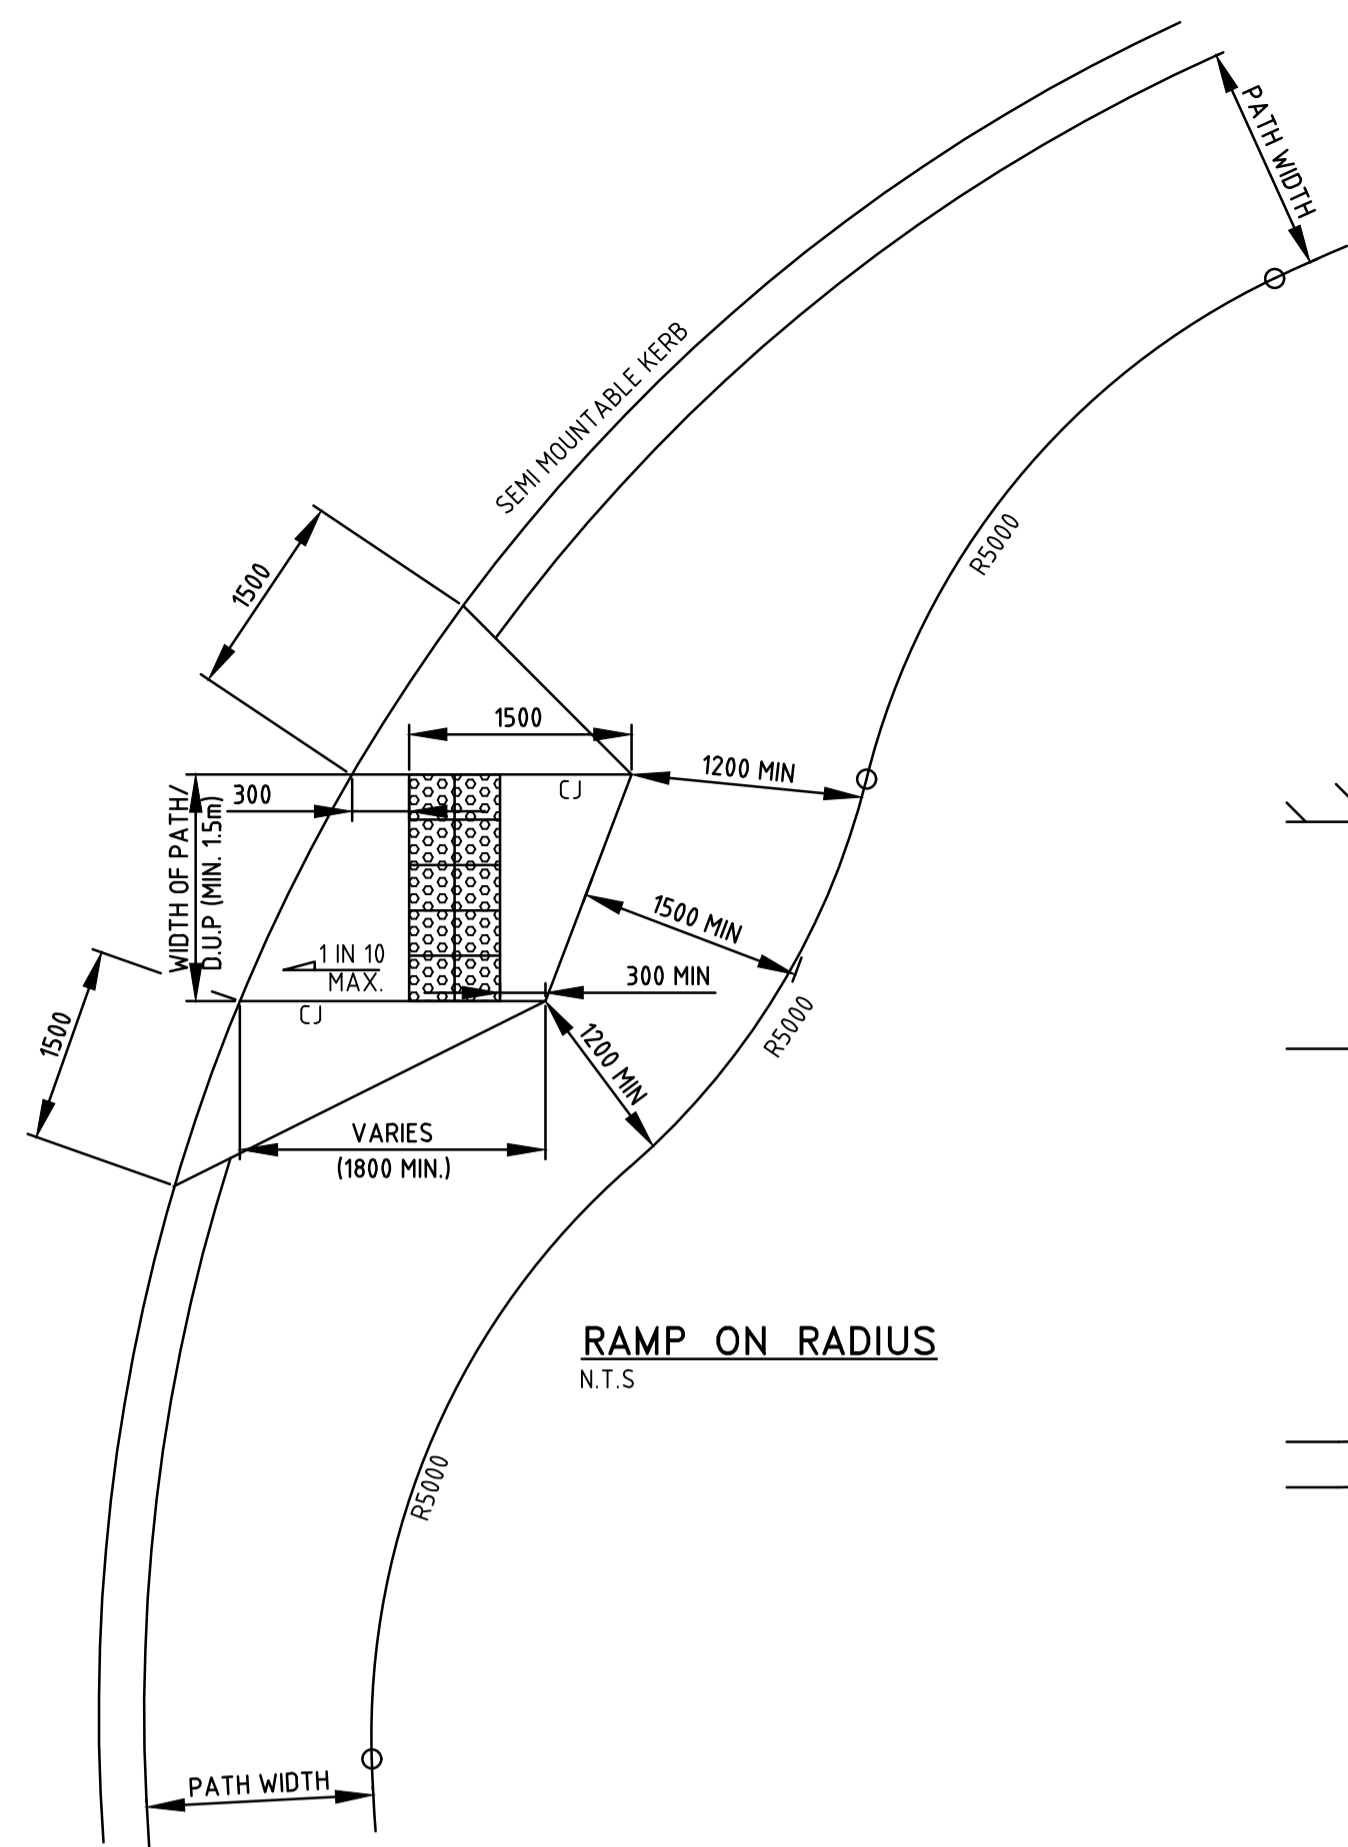 PATH WIDTH
SEMI MOUNTABLE KERB
R5000
1500
1500
1200 MIN
300
CJ
WIDTH OF PATH/
D.U.P (MIN. 1.5m)
1500 MIN
1 IN 10
MAX.
300 MIN
CJ
R5000
1500
1200 MIN
VARIES
(1800 MIN.)
RAMP ON RADIUS
N.T.S
R5000
PATH WIDTH